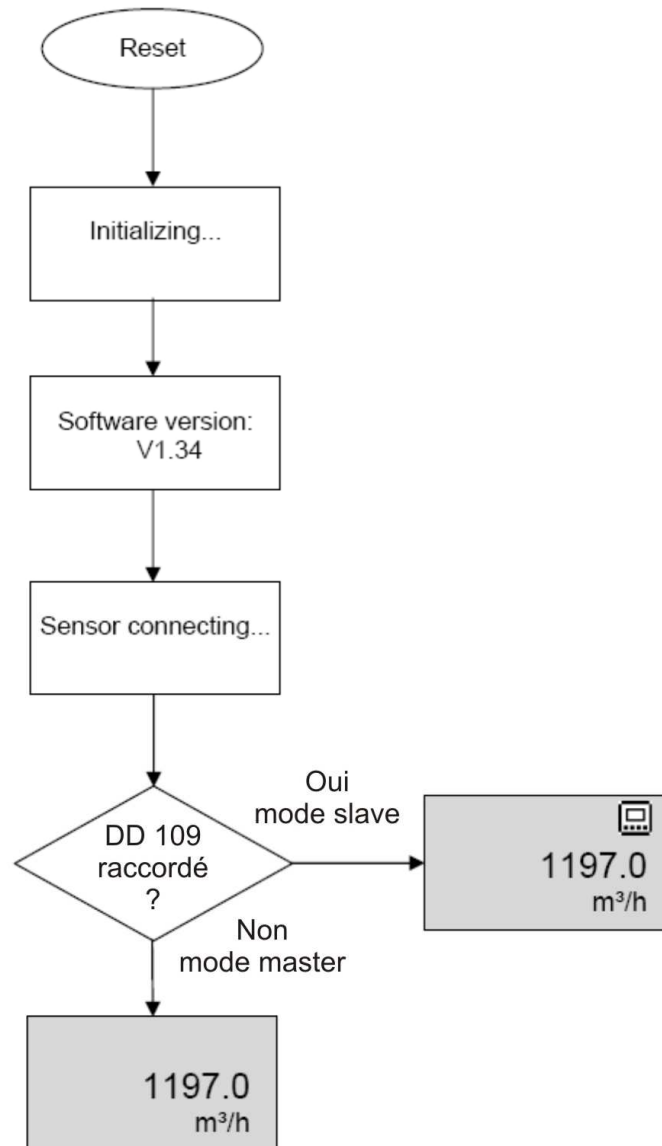 Reset
Initializing...
Software version:
V1.34
Sensor connecting...
Oui
mode slave
DD 109
raccordé
?
1197.0
m³/h
Non
mode master
1197.0
m³/h